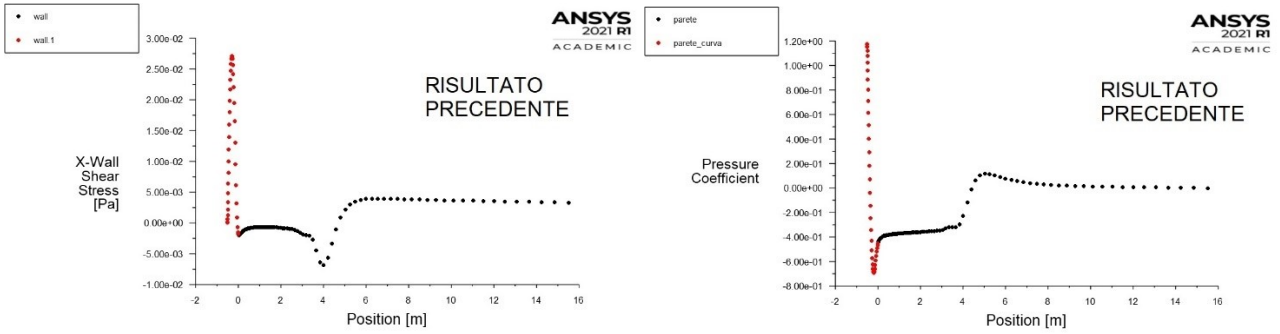 wall
wall.1
ANSYS
2021 R1
ACADEMIC
3.00e-02
2.50e-02
2.00e-02
1.50e-02
1.00e-02
5.00e-03
0.00e+00
-5.00e-03
-1.00e-02
X-Wall
Shear
Stress
[Pa]
RISULTATO
PRECEDENTE
-2 0 2 4 6 8 10 12 14 16
Position [m]
parete
parete_curva
ANSYS
2021 R1
ACADEMIC
1.20e+00
1.00e+00
8.00e-01
6.00e-01
4.00e-01
2.00e-01
0.00e+00
-2.00e-01
-4.00e-01
-6.00e-01
-8.00e-01
Pressure
Coefficient
RISULTATO
PRECEDENTE
-2 0 2 4 6 8 10 12 14 16
Position [m]